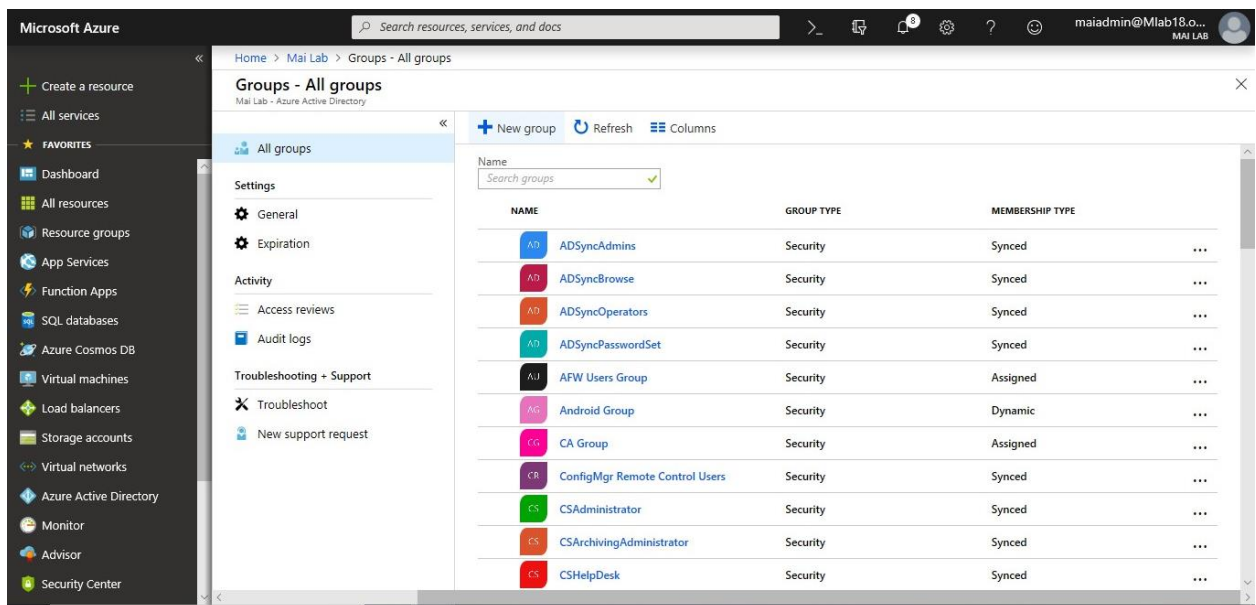 Microsoft Azure
Search resources, services, and docs
8
maiadmin@Mlab18.o...
MAI LAB
Create a resource
All services
FAVORITES
Dashboard
All resources
Resource groups
App Services
Function Apps
SQL databases
Azure Cosmos DB
Virtual machines
Load balancers
Storage accounts
Virtual networks
Azure Active Directory
Monitor
Advisor
Security Center
Home > Mai Lab > Groups - All groups
Groups - All groups
Mai Lab - Azure Active Directory
All groups
Settings
General
Expiration
Activity
Access reviews
Audit logs
Troubleshooting + Support
Troubleshoot
New support request
New group Refresh Columns
Name
Search groups
NAME GROUP TYPE MEMBERSHIP TYPE
AD ADSyncAdmins Security Synced ...
AD ADSyncBrowse Security Synced ...
AD ADSyncOperators Security Synced ...
AD ADSyncPasswordSet Security Synced ...
AU AFW Users Group Security Assigned ...
AG Android Group Security Dynamic ...
CG CA Group Security Assigned ...
CR ConfigMgr Remote Control Users Security Synced ...
CS CSAdministrator Security Synced ...
CS CSArchivingAdministrator Security Synced ...
CS CSHelpDesk Security Synced ...